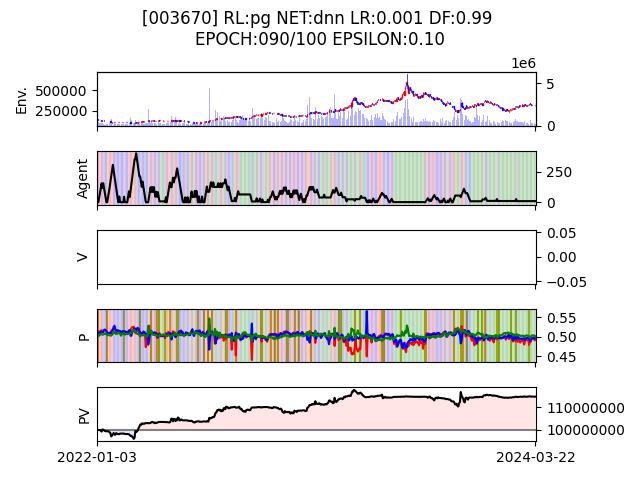 [003670] RL:pg NET:dnn LR:0.001 DF:0.99
EPOCH:090/100 EPSILON:0.10
1e6
Env.
500000
250000
5
0
Agent
250
0
V
0.05
0.00
−0.05
P
0.55
0.50
0.45
PV
110000000
100000000
2022-01-03
2024-03-22